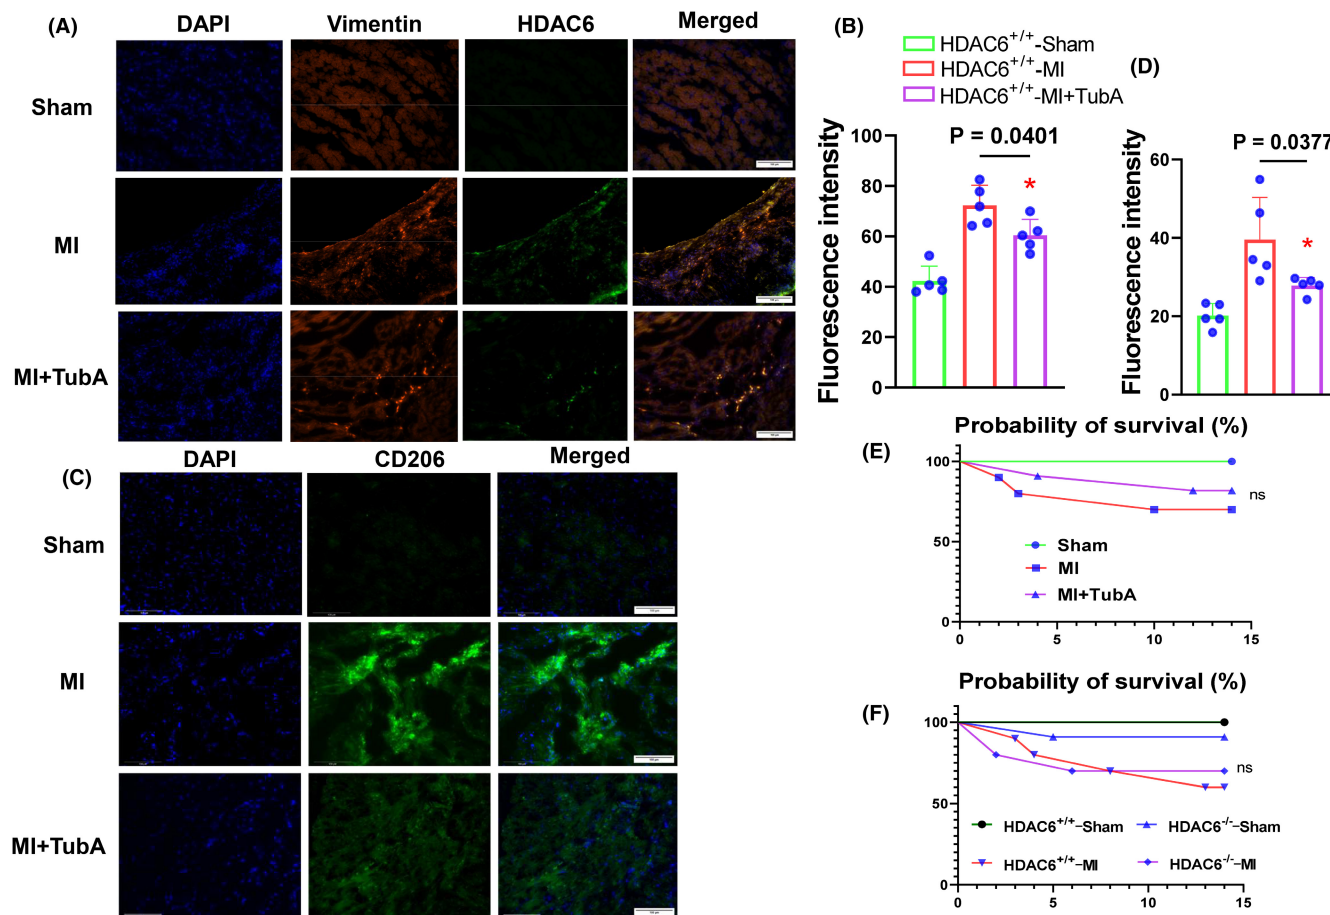 (A)
DAPI Vimentin HDAC6 Merged
Sham
MI
MI+TubA
(B)
HDAC6+/+-Sham
HDAC6+/+-MI
HDAC6+/+-MI+TubA
P = 0.0401
*
Fluorescence intensity
100
80
60
40
20
0
(D)
P = 0.0377
*
Fluorescence intensity
60
40
20
0
(C)
DAPI CD206 Merged
Sham
MI
MI+TubA
(E)
Probability of survival (%)
100
50
0
0 5 10 15
ns
Sham
MI
MI+TubA
(F)
Probability of survival (%)
100
50
0
0 5 10 15
ns
HDAC6+/+–Sham HDAC6-/-–Sham
HDAC6+/+–MI HDAC6-/-–MI